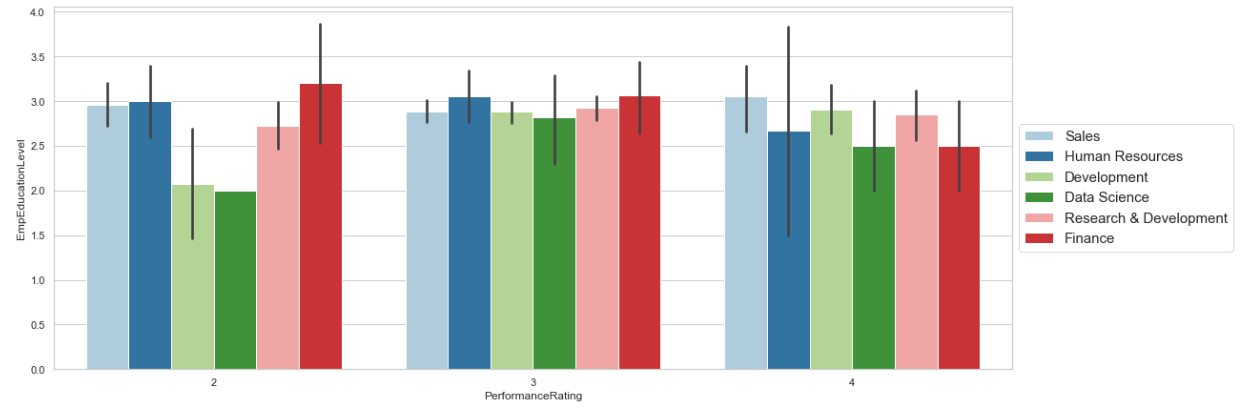 4.0
3.5
3.0
2.5
2.0
1.5
1.0
0.5
0.0
EmpEducationLevel
2
3
4
PerformanceRating
Sales
Human Resources
Development
Data Science
Research & Development
Finance